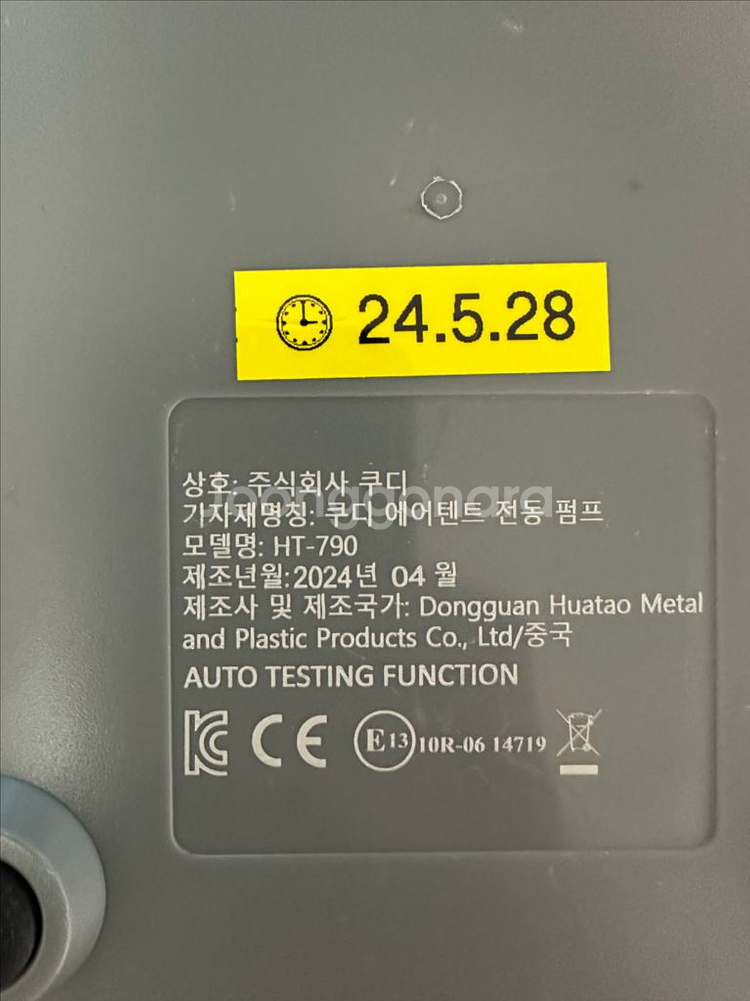 24.5.28
상호: 주식회사 쿠디
joonggonara
기자재명칭: 쿠디 에어텐트 전동 펌프
모델명: HT-790
제조년월:2024년 04 월
제조사 및 제조국가: Dongguan Huatao Metal
and Plastic Products Co., Ltd/중국
AUTO TESTING FUNCTION
KC CE E13 10R-06 14719